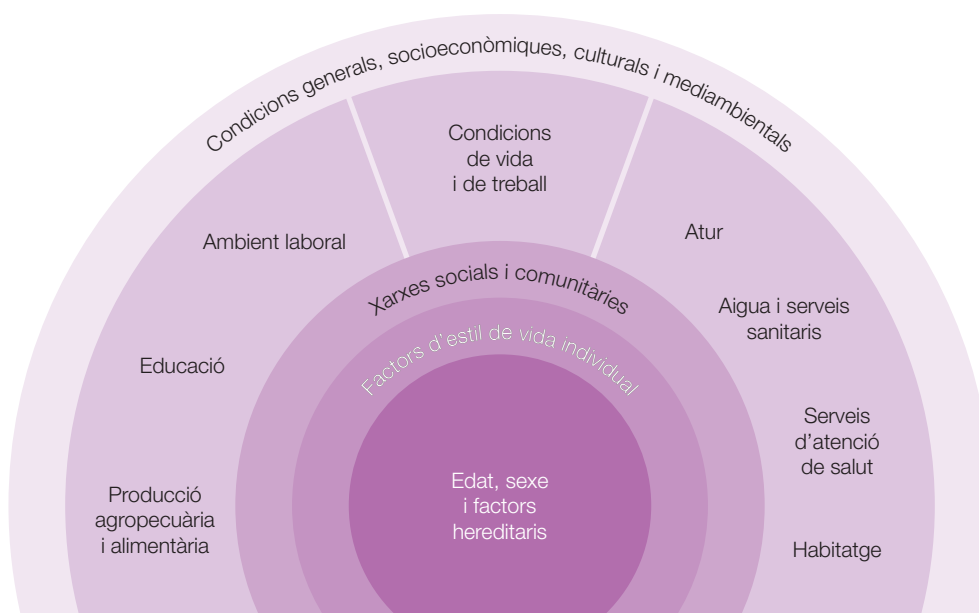 Condicions generals, socioeconòmiques, culturals i mediambientals
Condicions
de vida
i de treball
Ambient laboral
Atur
Xarxes socials i comunitàries
Aigua i serveis
sanitaris
Factors d'estil de vida individual
Educació
Serveis
d'atenció
de salut
Edat, sexe
i factors
hereditaris
Producció
agropecuària
i alimentària
Habitatge